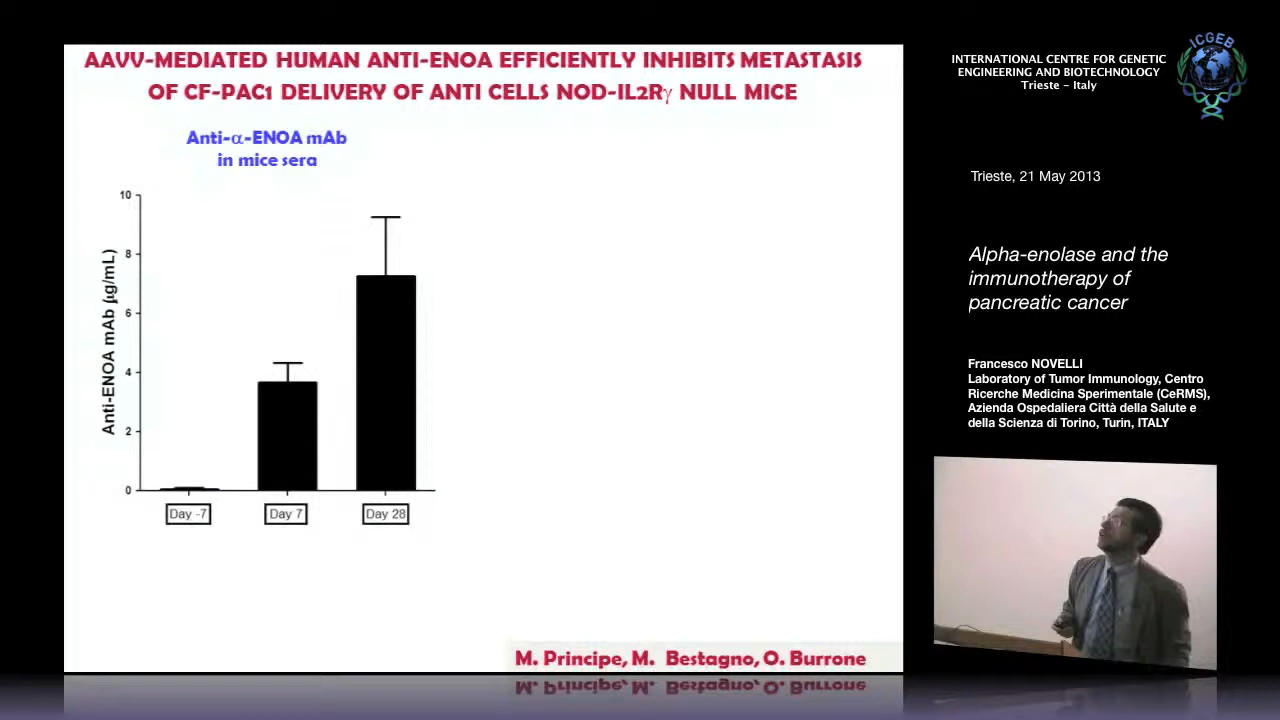 AAVV-MEDIATED HUMAN ANTI-ENOA EFFICIENTLY INHIBITS METASTASIS
OF CF-PAC1 DELIVERY OF ANTI CELLS NOD-IL2Rγ NULL MICE
Anti-α-ENOA mAb
in mice sera
Anti-ENOA mAb (μg/mL)
10
8
6
4
2
0
Day -7
Day 7
Day 28
M. Principe, M. Bestagno, O. Burrone
INTERNATIONAL CENTRE FOR GENETIC
ENGINEERING AND BIOTECHNOLOGY
Trieste - Italy
ICGEB
Trieste, 21 May 2013
Alpha-enolase and the
immunotherapy of
pancreatic cancer
Francesco NOVELLI
Laboratory of Tumor Immunology, Centro
Ricerche Medicina Sperimentale (CeRMS),
Azienda Ospedaliera Città della Salute e
della Scienza di Torino, Turin, ITALY